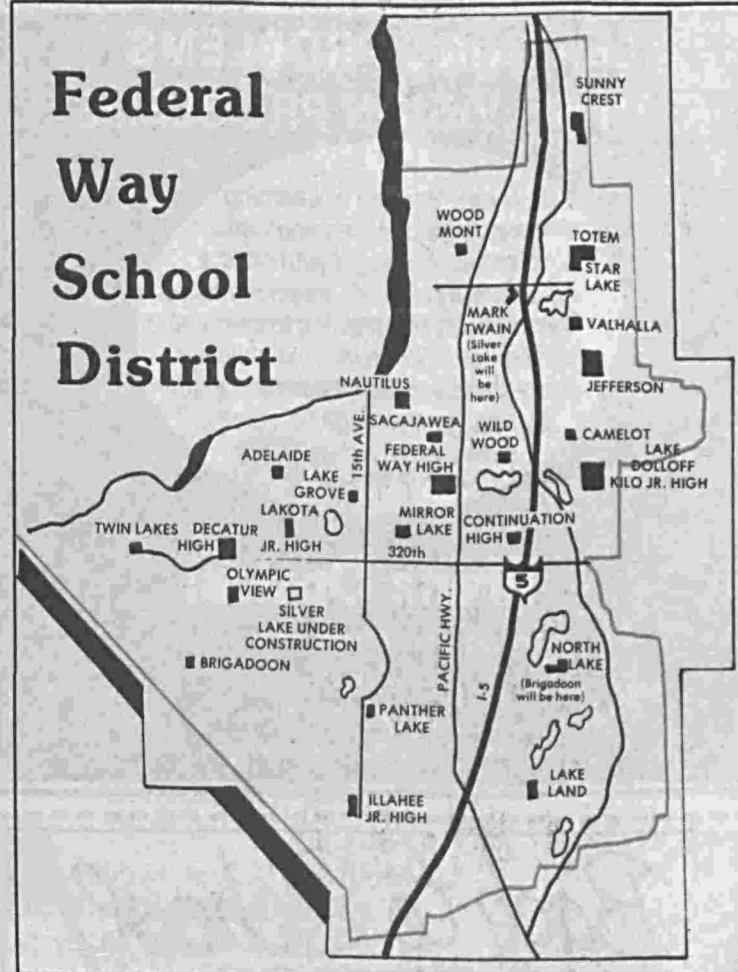 Federal
Way
School
District
SUNNY
CREST
WOOD
MONT
TOTEM
STAR
LAKE
MARK
TWAIN
(Silver
Lake
will
be
here)
VALHALLA
JEFFERSON
NAUTILUS
15th AVE.
SACAJAWEA
WILD
WOOD
CAMELOT
FEDERAL
WAY HIGH
LAKE
DOLLOFF
KILO JR. HIGH
ADELAIDE
LAKE
GROVE
LAKOTA
JR. HIGH
MIRROR
LAKE
CONTINUATION
HIGH
TWIN LAKES
DECATUR
HIGH
320th
5
OLYMPIC
VIEW
SILVER
LAKE UNDER
CONSTRUCTION
BRIGADOON
PACIFIC HWY.
I-5
NORTH
LAKE
(Brigadoon
will be here)
PANTHER
LAKE
LAKE
LAND
ILLAHEE
JR. HIGH